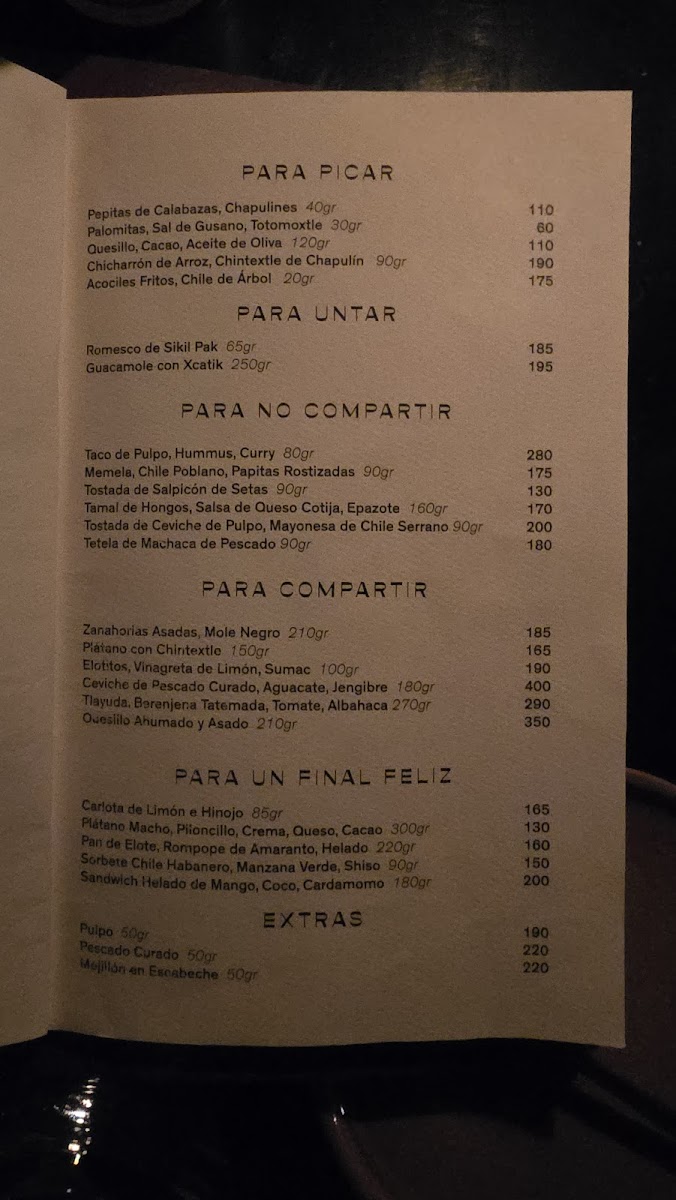 PARA PICAR
Pepitas de Calabazas, Chapulines 40gr 110
Palomitas, Sal de Gusano, Totomoxtle 30gr 60
Quesillo, Cacao, Aceite de Oliva 120gr 110
Chicharrón de Arroz, Chintextle de Chapulín 90gr 190
Acociles Fritos, Chile de Árbol 20gr 175
PARA UNTAR
Romesco de Sikil Pak 65gr 185
Guacamole con Xcatik 250gr 195
PARA NO COMPARTIR
Taco de Pulpo, Hummus, Curry 80gr 280
Memela, Chile Poblano, Papitas Rostizadas 90gr 175
Tostada de Salpicón de Setas 90gr 130
Tamal de Hongos, Salsa de Queso Cotija, Epazote 160gr 170
Tostada de Ceviche de Pulpo, Mayonesa de Chile Serrano 90gr 200
Tetela de Machaca de Pescado 90gr 180
PARA COMPARTIR
Zanahorias Asadas, Mole Negro 210gr 185
Plátano con Chintextle 150gr 165
Elotitos, Vinagreta de Limón, Sumac 100gr 190
Ceviche de Pescado Curado, Aguacate, Jengibre 180gr 400
Tlayuda, Berenjena Tatemada, Tomate, Albahaca 270gr 290
Quesillo Ahumado y Asado 210gr 350
PARA UN FINAL FELIZ
Carlota de Limón e Hinojo 85gr 165
Plátano Macho, Piloncillo, Crema, Queso, Cacao 300gr 130
Pan de Elote, Rompope de Amaranto, Helado 220gr 160
Sorbete Chile Habanero, Manzana Verde, Shiso 90gr 150
Sandwich Helado de Mango, Coco, Cardamomo 180gr 200
EXTRAS
Pulpo 50gr 190
Pescado Curado 50gr 220
Mejillón en Escabeche 50gr 220